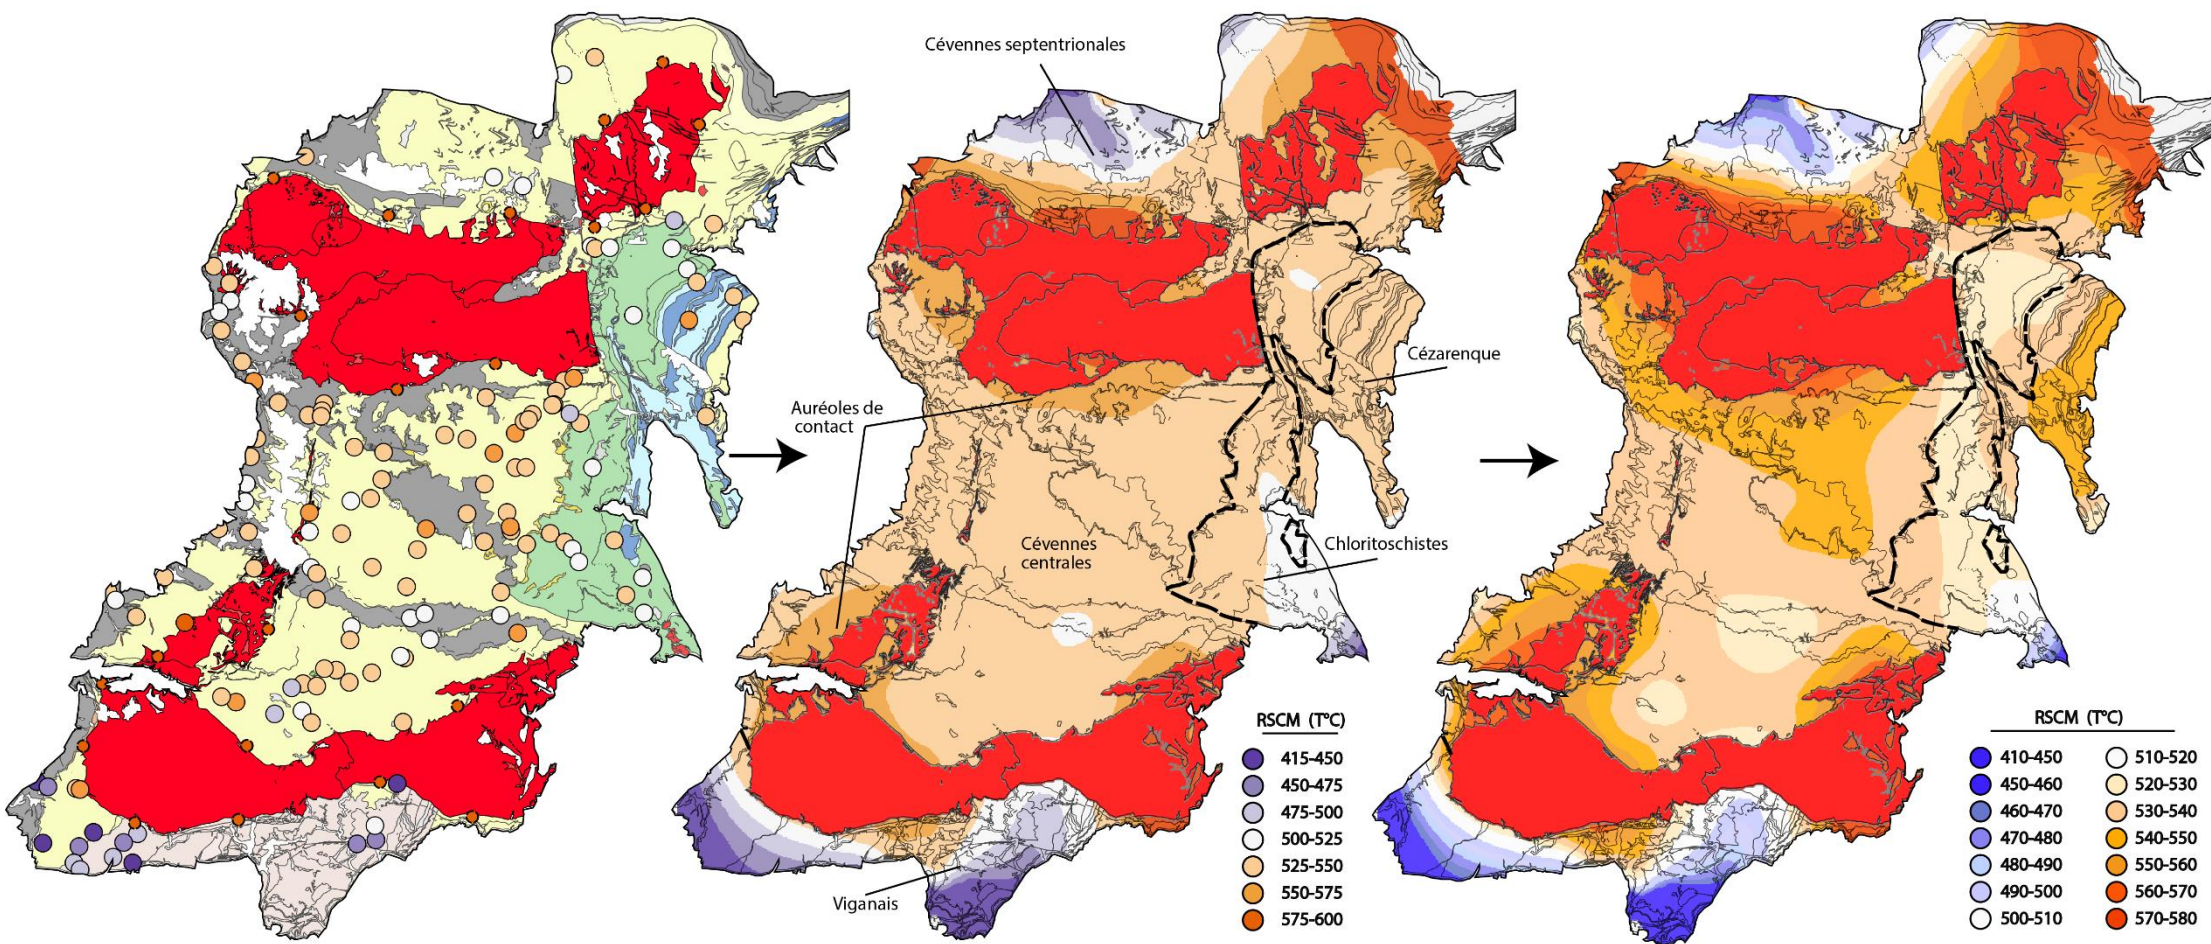 Cévennes septentrionales
Cézarenque
Auréoles de
contact
Cévennes
centrales
Chloritoschistes
Viganais
RSCM (T°C)
415-450
450-475
475-500
500-525
525-550
550-575
575-600
RSCM (T°C)
410-450
450-460
460-470
470-480
480-490
490-500
500-510
510-520
520-530
530-540
540-550
550-560
560-570
570-580